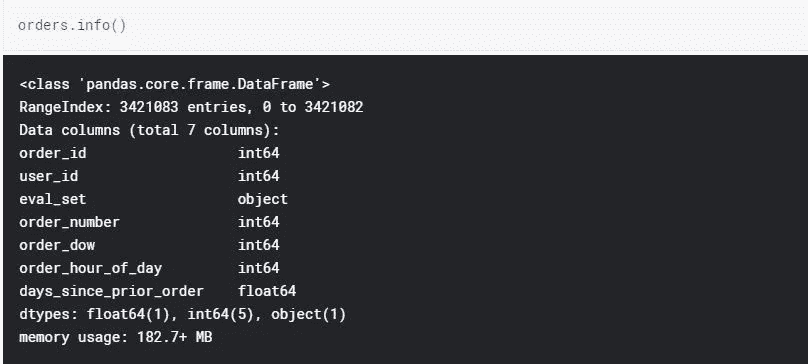 orders.info()
<class 'pandas.core.frame.DataFrame'>
RangeIndex: 3421083 entries, 0 to 3421082
Data columns (total 7 columns):
order_id                  int64
user_id                   int64
eval_set                  object
order_number              int64
order_dow                 int64
order_hour_of_day         int64
days_since_prior_order    float64
dtypes: float64(1), int64(5), object(1)
memory usage: 182.7+ MB